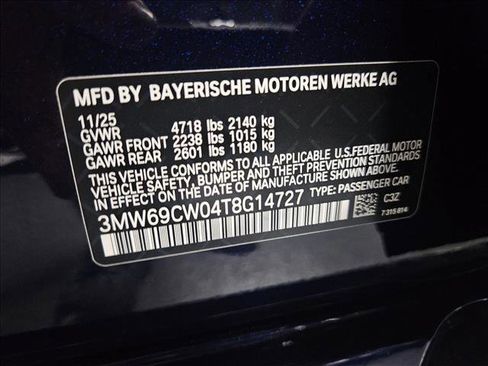 MFD BY BAYERISCHE MOTOREN WERKE AG
11/25
GVWR 4718 lbs 2140 kg
GAWR FRONT 2238 lbs 1015 kg
GAWR REAR 2601 lbs 1180 kg
THIS VEHICLE CONFORMS TO ALL APPLICABLE U.S.FEDERAL MOTOR
VEHICLE SAFETY, BUMPER, AND THEFT PREVENTION STANDARDS
IN EFFECT ON THE DATE OF MANUFACTURE SHOWN ABOVE.
3MW69CW04T8G14727 TYPE: PASSENGER CAR
C3Z
7315814